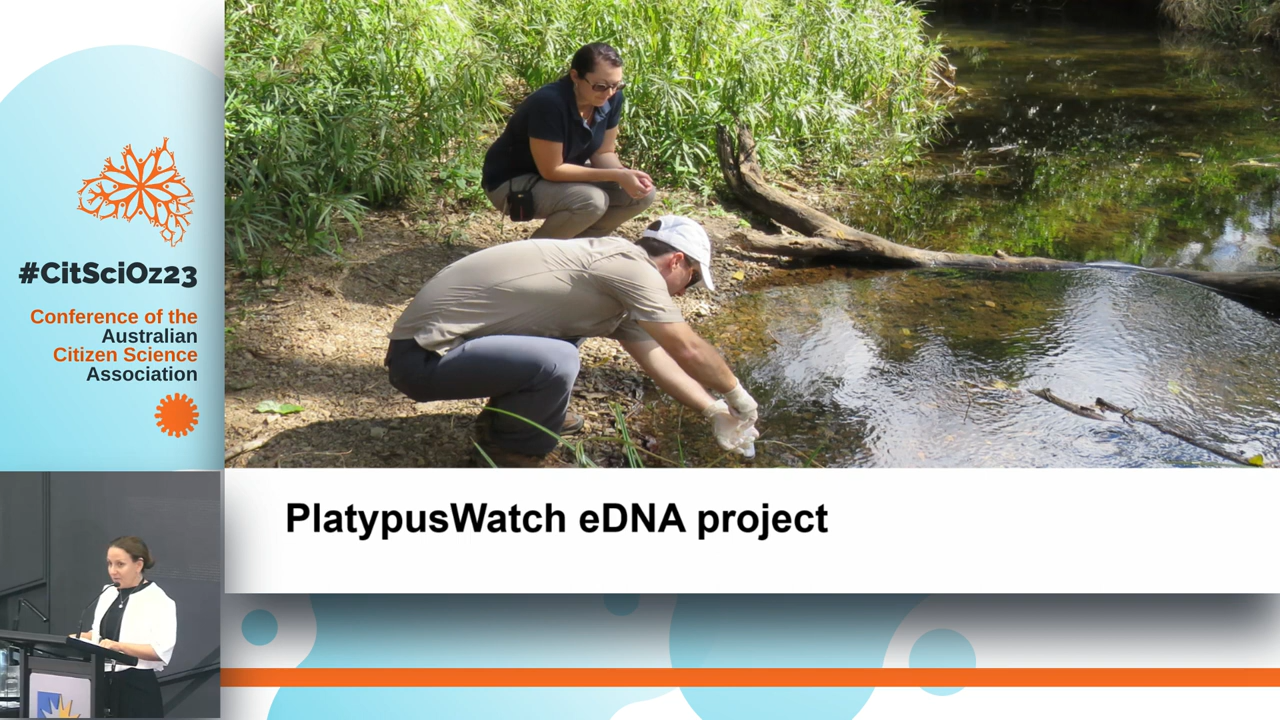 #CitSciOz23
Conference of the
Australian
Citizen Science
Association
PlatypusWatch eDNA project